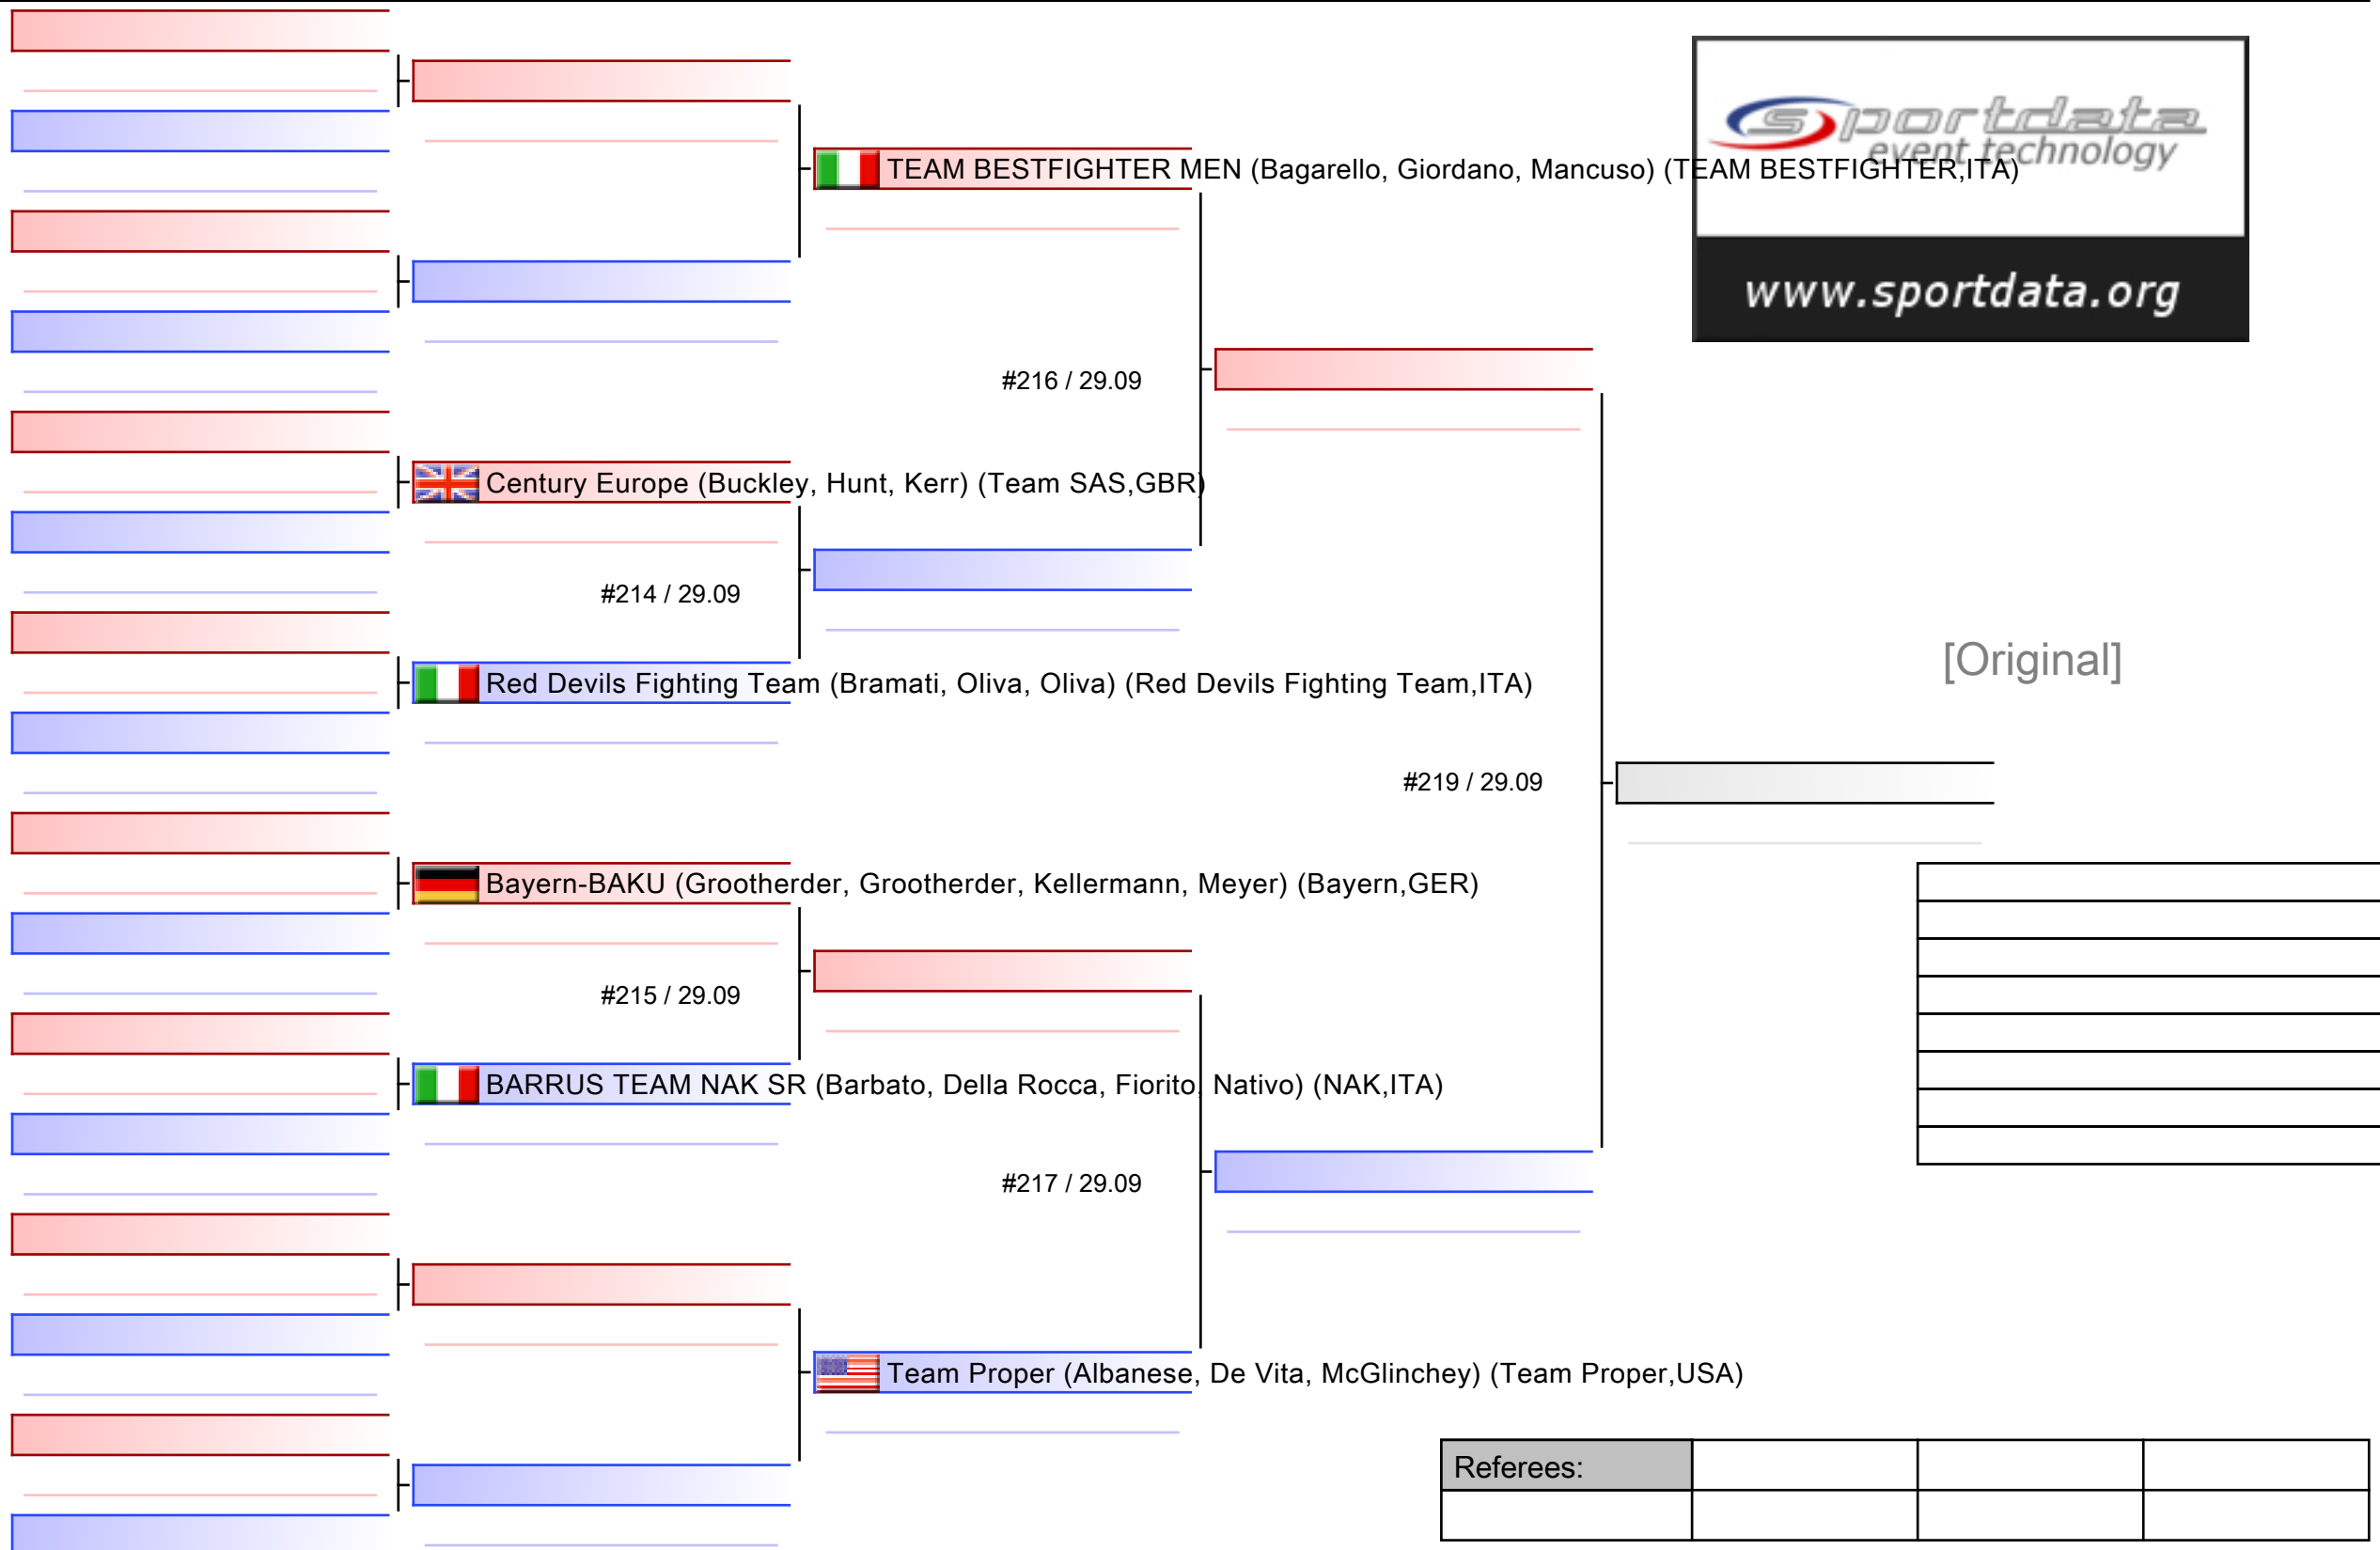 sportdata
event technology
TEAM BESTFIGHTER MEN (Bagarello, Giordano, Mancuso) (TEAM BESTFIGHTER,ITA)
www.sportdata.org
#216 / 29.09
Century Europe (Buckley, Hunt, Kerr) (Team SAS,GBR)
#214 / 29.09
[Original]
Red Devils Fighting Team (Bramati, Oliva, Oliva) (Red Devils Fighting Team,ITA)
#219 / 29.09
Bayern-BAKU (Grootherder, Grootherder, Kellermann, Meyer) (Bayern,GER)
#215 / 29.09
BARRUS TEAM NAK SR (Barbato, Della Rocca, Fiorito, Nativo) (NAK,ITA)
#217 / 29.09
Team Proper (Albanese, De Vita, McGlinchey) (Team Proper,USA)
Referees: